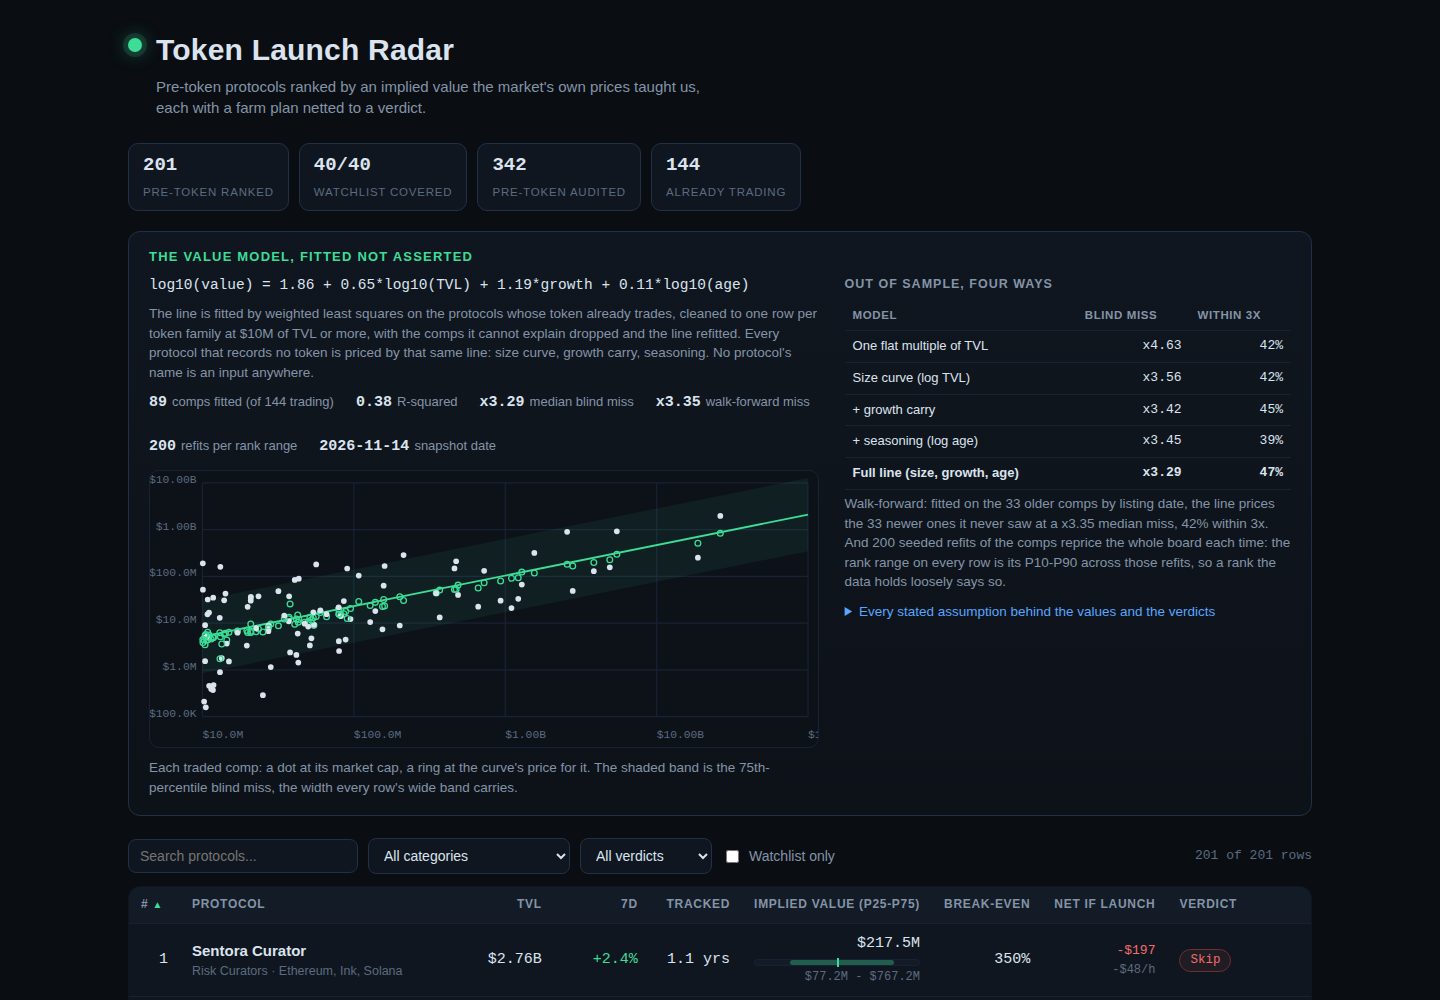 Token Launch Radar
Pre-token protocols ranked by an implied value the market's own prices taught us,
each with a farm plan netted to a verdict.
201
PRE-TOKEN RANKED
40/40
WATCHLIST COVERED
342
PRE-TOKEN AUDITED
144
ALREADY TRADING
THE VALUE MODEL, FITTED NOT ASSERTED
log10(value) = 1.86 + 0.65*log10(TVL) + 1.19*growth + 0.11*log10(age)
The line is fitted by weighted least squares on the protocols whose token already trades, cleaned to one row per
token family at $10M of TVL or more, with the comps it cannot explain dropped and the line refitted. Every
protocol that records no token is priced by that same line: size curve, growth carry, seasoning. No protocol's
name is an input anywhere.
89 comps fitted (of 144 trading) 0.38 R-squared x3.29 median blind miss x3.35 walk-forward miss
200 refits per rank range 2026-11-14 snapshot date
$10.00B
$1.00B
$100.0M
$10.0M
$1.0M
$100.0K
$10.0M $100.0M $1.00B $10.00B
Each traded comp: a dot at its market cap, a ring at the curve's price for it. The shaded band is the 75th-
percentile blind miss, the width every row's wide band carries.
OUT OF SAMPLE, FOUR WAYS
MODEL BLIND MISS WITHIN 3X
One flat multiple of TVL x4.63 42%
Size curve (log TVL) x3.56 42%
+ growth carry x3.42 45%
+ seasoning (log age) x3.45 39%
Full line (size, growth, age) x3.29 47%
Walk-forward: fitted on the 33 older comps by listing date, the line prices
the 33 newer ones it never saw at a x3.35 median miss, 42% within 3x.
And 200 seeded refits of the comps reprice the whole board each time: the
rank range on every row is P10-P90 across those refits, so a rank the
data holds loosely says so.
▶ Every stated assumption behind the values and the verdicts
Search protocols... All categories All verdicts Watchlist only 201 of 201 rows
# ▲ PROTOCOL TVL 7D TRACKED IMPLIED VALUE (P25-P75) BREAK-EVEN NET IF LAUNCH VERDICT
1 Sentora Curator $2.76B +2.4% 1.1 yrs $217.5M 350% -$197 Skip
Risk Curators · Ethereum, Ink, Solana $77.2M - $767.2M -$48/h